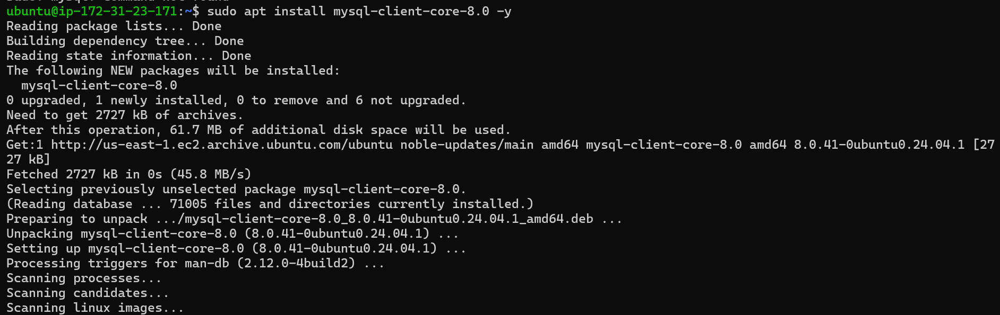 ubuntu@ip-172-31-23-171:~$ sudo apt install mysql-client-core-8.0 -y
Reading package lists... Done
Building dependency tree... Done
Reading state information... Done
The following NEW packages will be installed:
  mysql-client-core-8.0
0 upgraded, 1 newly installed, 0 to remove and 6 not upgraded.
Need to get 2727 kB of archives.
After this operation, 61.7 MB of additional disk space will be used.
Get:1 http://us-east-1.ec2.archive.ubuntu.com/ubuntu noble-updates/main amd64 mysql-client-core-8.0 amd64 8.0.41-0ubuntu0.24.04.1 [27
27 kB]
Fetched 2727 kB in 0s (45.8 MB/s)
Selecting previously unselected package mysql-client-core-8.0.
(Reading database ... 71005 files and directories currently installed.)
Preparing to unpack .../mysql-client-core-8.0_8.0.41-0ubuntu0.24.04.1_amd64.deb ...
Unpacking mysql-client-core-8.0 (8.0.41-0ubuntu0.24.04.1) ...
Setting up mysql-client-core-8.0 (8.0.41-0ubuntu0.24.04.1) ...
Processing triggers for man-db (2.12.0-4build2) ...
Scanning processes...
Scanning candidates...
Scanning linux images...